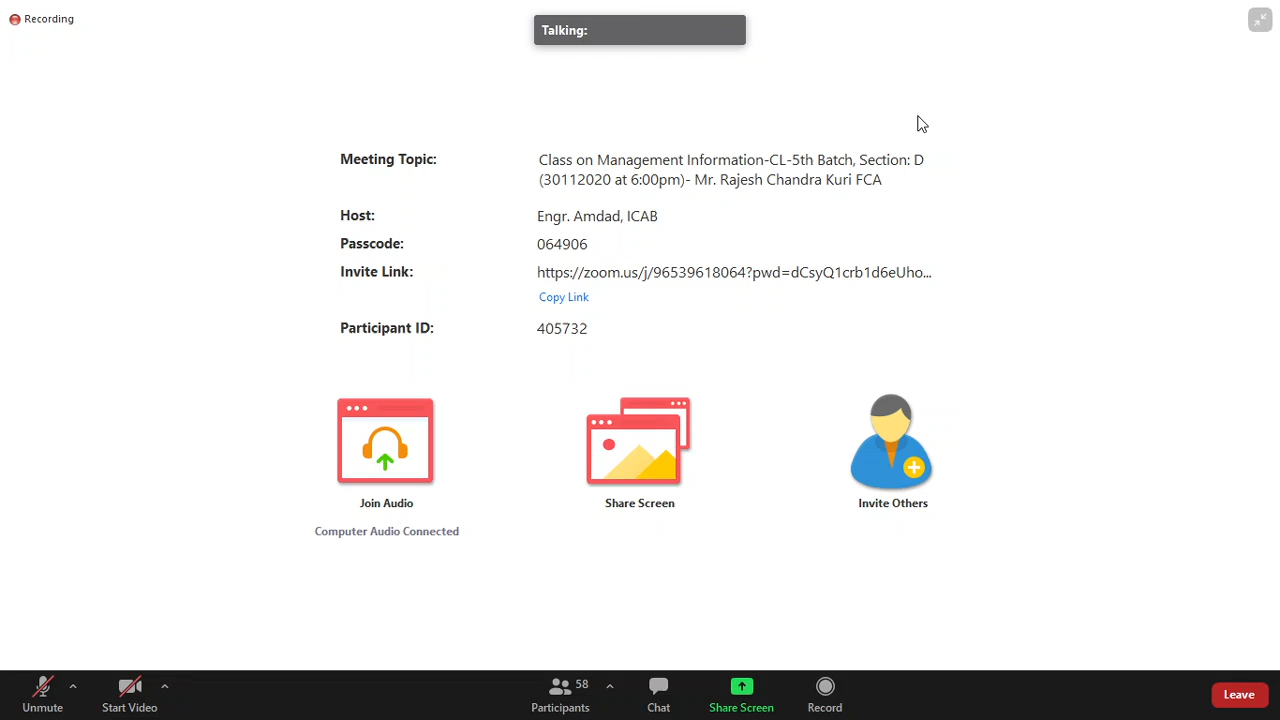 Recording
Talking:
Meeting Topic: Class on Management Information-CL-5th Batch, Section: D
(30112020 at 6:00pm)- Mr. Rajesh Chandra Kuri FCA
Host: Engr. Amdad, ICAB
Passcode: 064906
Invite Link: https://zoom.us/j/96539618064?pwd=dCsyQ1crb1d6eUho...
Copy Link
Participant ID: 405732
Join Audio Share Screen Invite Others
Computer Audio Connected
58
Unmute Start Video Participants Chat Share Screen Record Leave